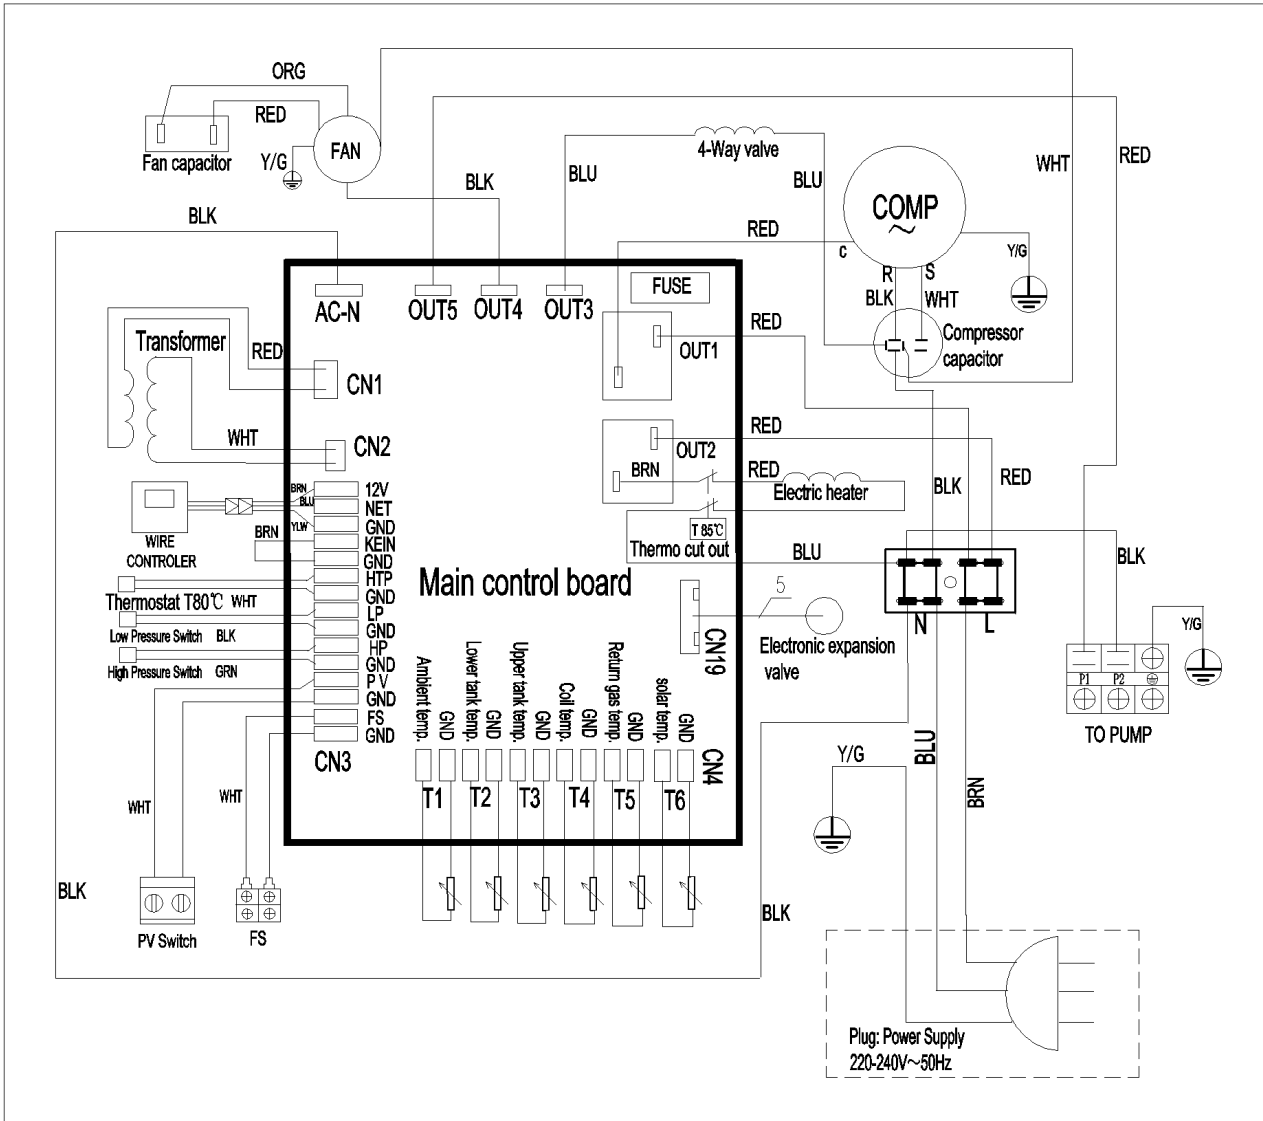 ORG
RED
Fan capacitor
Y/G
FAN
BLK
BLK
BLU
4-Way valve
BLU
WHT
RED
COMP
~
RED
C
R
S
Y/G
BLK
WHT
Compressor
capacitor
AC-N
OUT5
OUT4
OUT3
FUSE
RED
OUT1
Transformer
RED
CN1
WHT
CN2
RED
OUT2
BRN
RED
Electric heater
BLK
RED
T 85℃
Thermo cut out
BLU
BLK
WIRE
CONTROLER
BRN
BLU
YLW
BRN
12V
NET
GND
KEIN
GND
HTP
GND
LP
GND
HP
GND
PV
GND
FS
GND
CN3
Thermostat T80℃ WHT
Low Pressure Switch BLK
High Pressure Switch GRN
Main control board
CN19
5
Electronic expansion
valve
N
L
Y/G
P1
P2
TO PUMP
Ambient temp.
GND
Lower tank temp.
GND
Upper tank temp.
GND
Coil temp.
GND
Return gas temp.
GND
solar temp.
GND
CN4
T1
T2
T3
T4
T5
T6
WHT
WHT
PV Switch
FS
BLK
BLK
Y/G
BLU
BRN
Plug: Power Supply
220-240V～50Hz